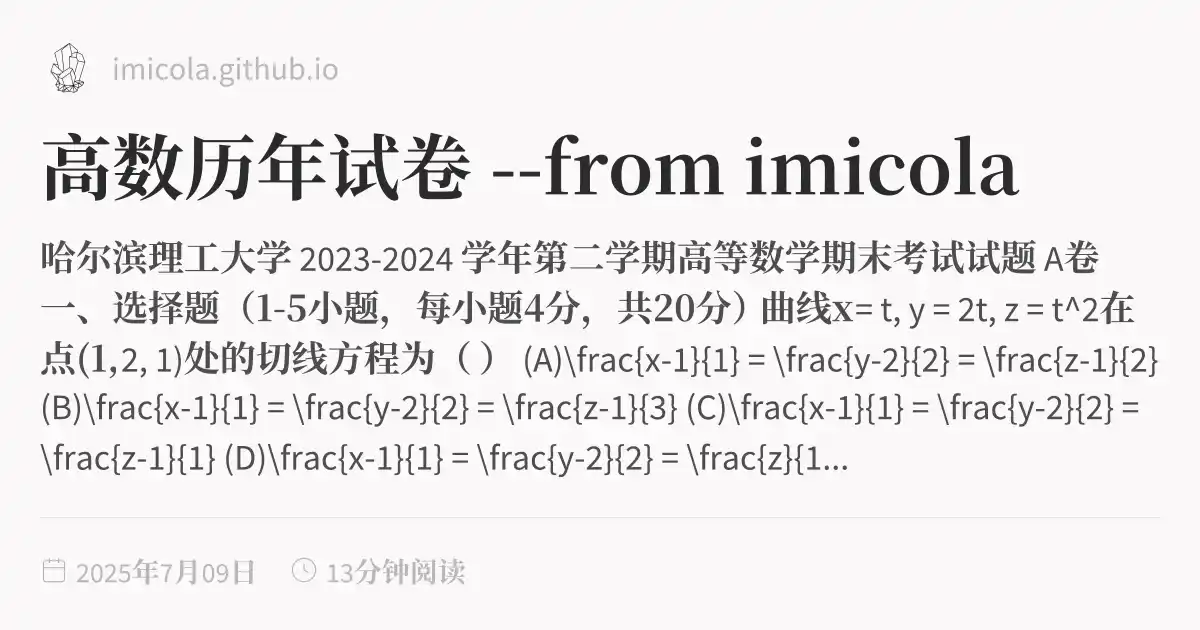 imicola.github.io
高数历年试卷 --from imicola
哈尔滨理工大学 2023-2024 学年第二学期高等数学期末考试试题 A卷
一、选择题（1-5小题，每小题4分，共20分）曲线x= t, y = 2t, z = t^2在
点(1,2, 1)处的切线方程为（ ） (A)\frac{x-1}{1} = \frac{y-2}{2} = \frac{z-1}{2}
(B)\frac{x-1}{1} = \frac{y-2}{2} = \frac{z-1}{3} (C)\frac{x-1}{1} = \frac{y-2}{2} =
\frac{z-1}{1} (D)\frac{x-1}{1} = \frac{y-2}{2} = \frac{z}{1...
2025年7月09日 13分钟阅读